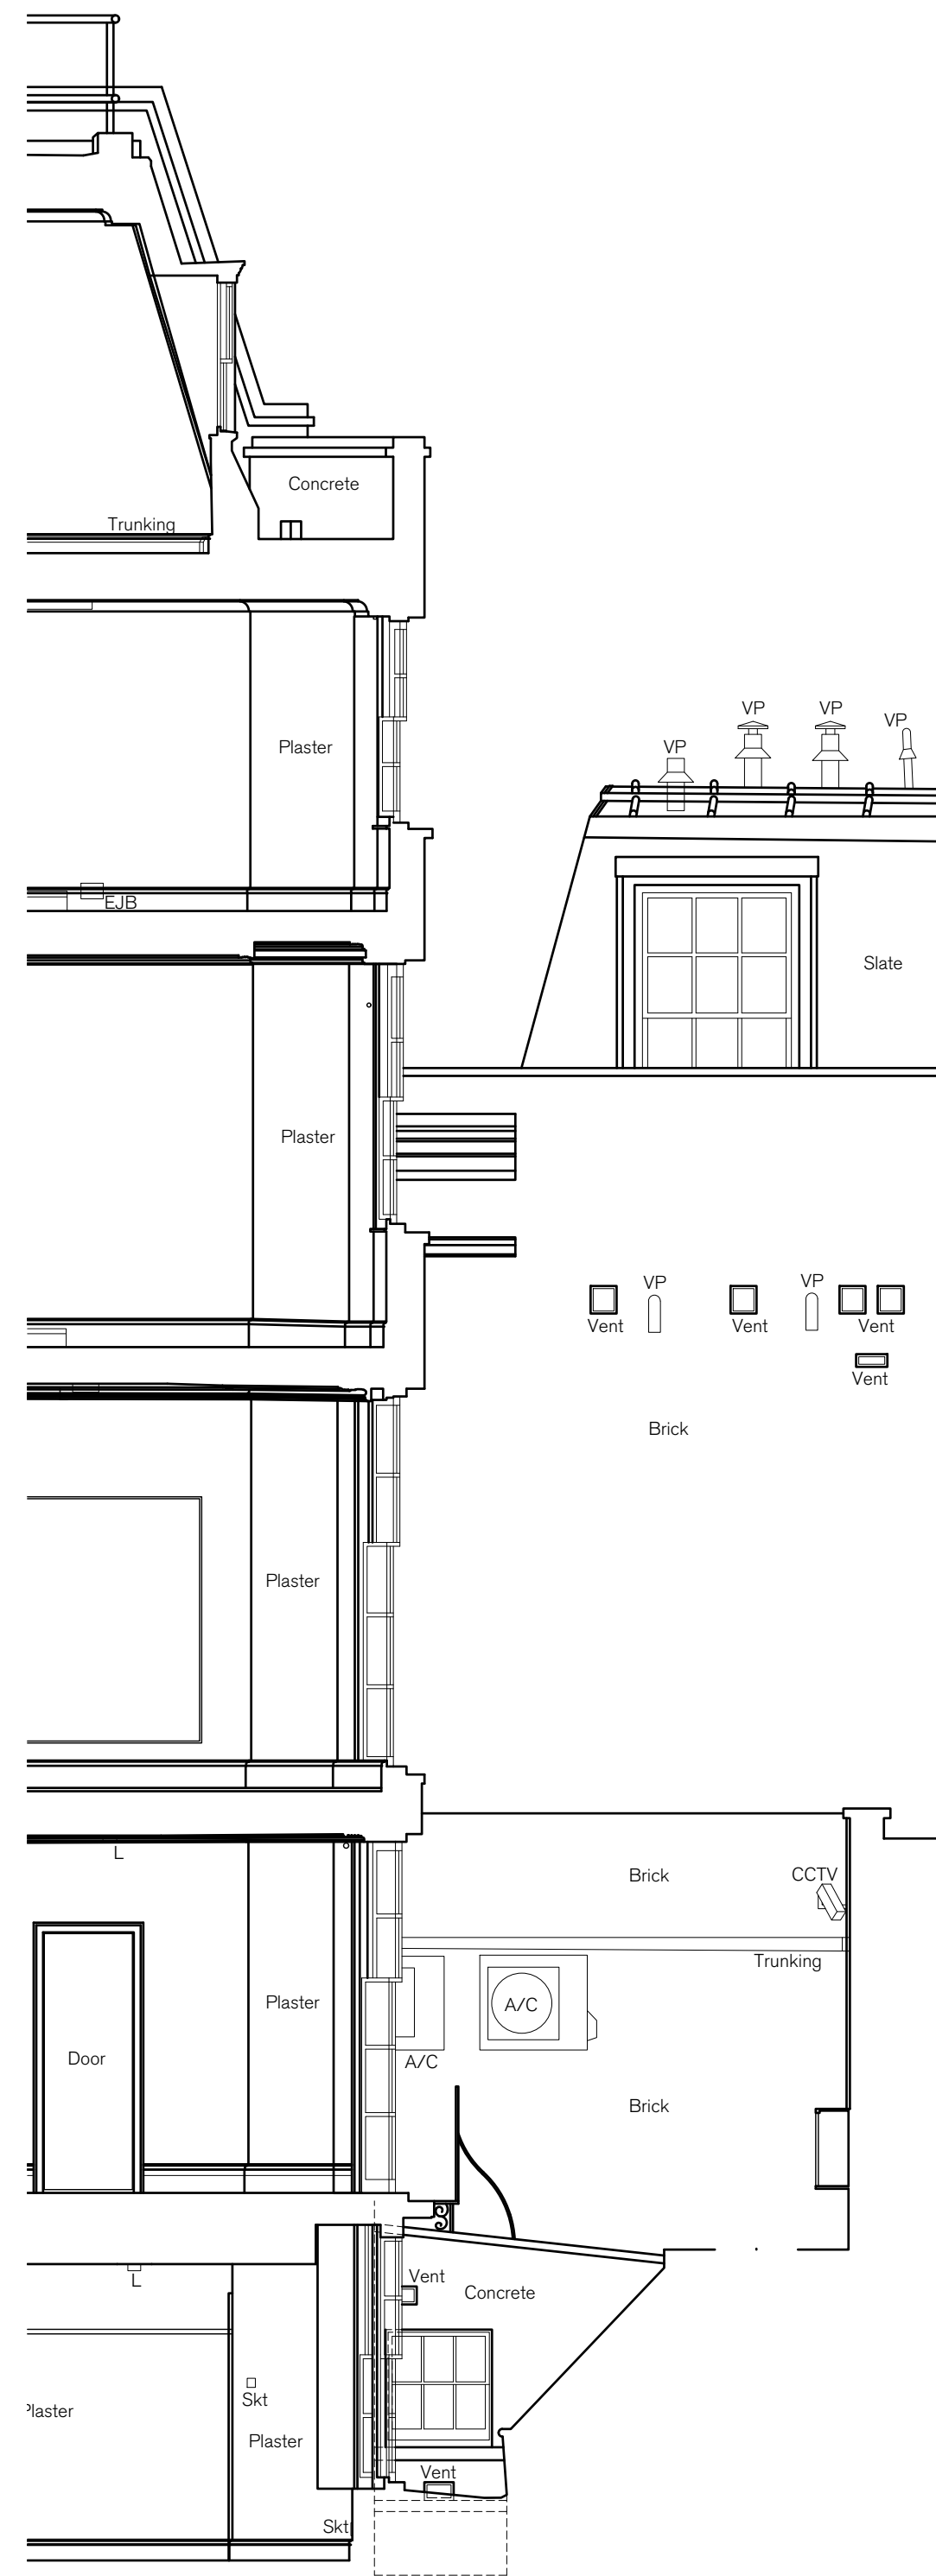 Concrete
Trunking
VP
VP
VP
VP
Plaster
EJB
Slate
Plaster
VP
VP
Vent
Vent
Vent
Vent
Brick
Plaster
L
Brick
CCTV
Trunking
Plaster
A/C
Door
A/C
Brick
Vent
L
Concrete
Skt
Plaster
Plaster
Vent
Skt